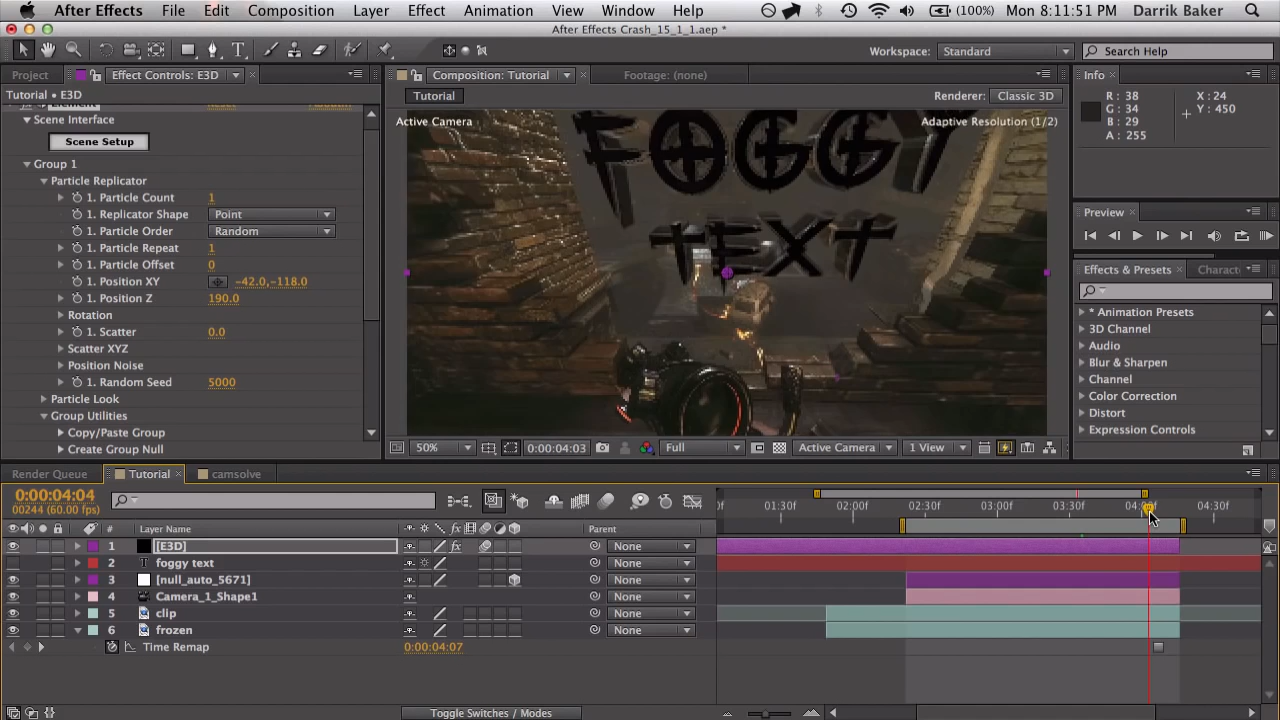 After Effects File Edit Composition Layer Effect Animation View Window Help (100%) Mon 8:11:51 PM Darrik Baker
After Effects Crash_15_1_1.aep *
Workspace: Standard Search Help
Project Effect Controls: E3D Composition: Tutorial Footage: (none) Info
Tutorial • E3D Tutorial Renderer: Classic 3D
R : 38 X : 24
G : 34 Y : 450
B : 29
A : 255
Element
Scene Interface
Scene Setup
Group 1
Particle Replicator
1. Particle Count 1
1. Replicator Shape Point
1. Particle Order Random
1. Particle Repeat 1
1. Particle Offset 0
1. Position XY -42.0,-118.0
1. Position Z 190.0
Rotation
1. Scatter 0.0
Scatter XYZ
Position Noise
1. Random Seed 5000
Particle Look
Group Utilities
Copy/Paste Group
Create Group Null
Active Camera Adaptive Resolution (1/2)
FOGGY
TEXT
50% 0:00:04:03 Full Active Camera 1 View
Preview
Effects & Presets Charact
* Animation Presets
3D Channel
Audio
Blur & Sharpen
Channel
Color Correction
Distort
Expression Controls
Render Queue Tutorial camsolve
0:00:04:04
00244 (60.00 fps)
0f 01:30f 02:00f 02:30f 03:00f 03:30f 04:00f 04:30f
# Layer Name fx Parent
1 [E3D] fx None
2 T foggy text None
3 [null_auto_5671] None
4 Camera_1_Shape1 None
5 clip None
6 frozen None
Time Remap 0:00:04:07
Toggle Switches / Modes